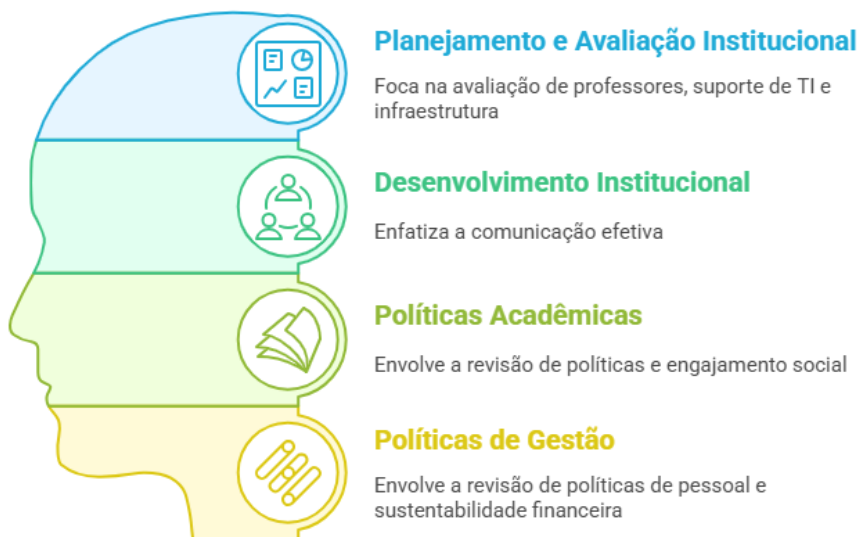 Planejamento e Avaliação Institucional
Foca na avaliação de professores, suporte de TI e
infraestrutura
Desenvolvimento Institucional
Enfatiza a comunicação efetiva
Políticas Acadêmicas
Envolve a revisão de políticas e engajamento social
Políticas de Gestão
Envolve a revisão de políticas de pessoal e
sustentabilidade financeira